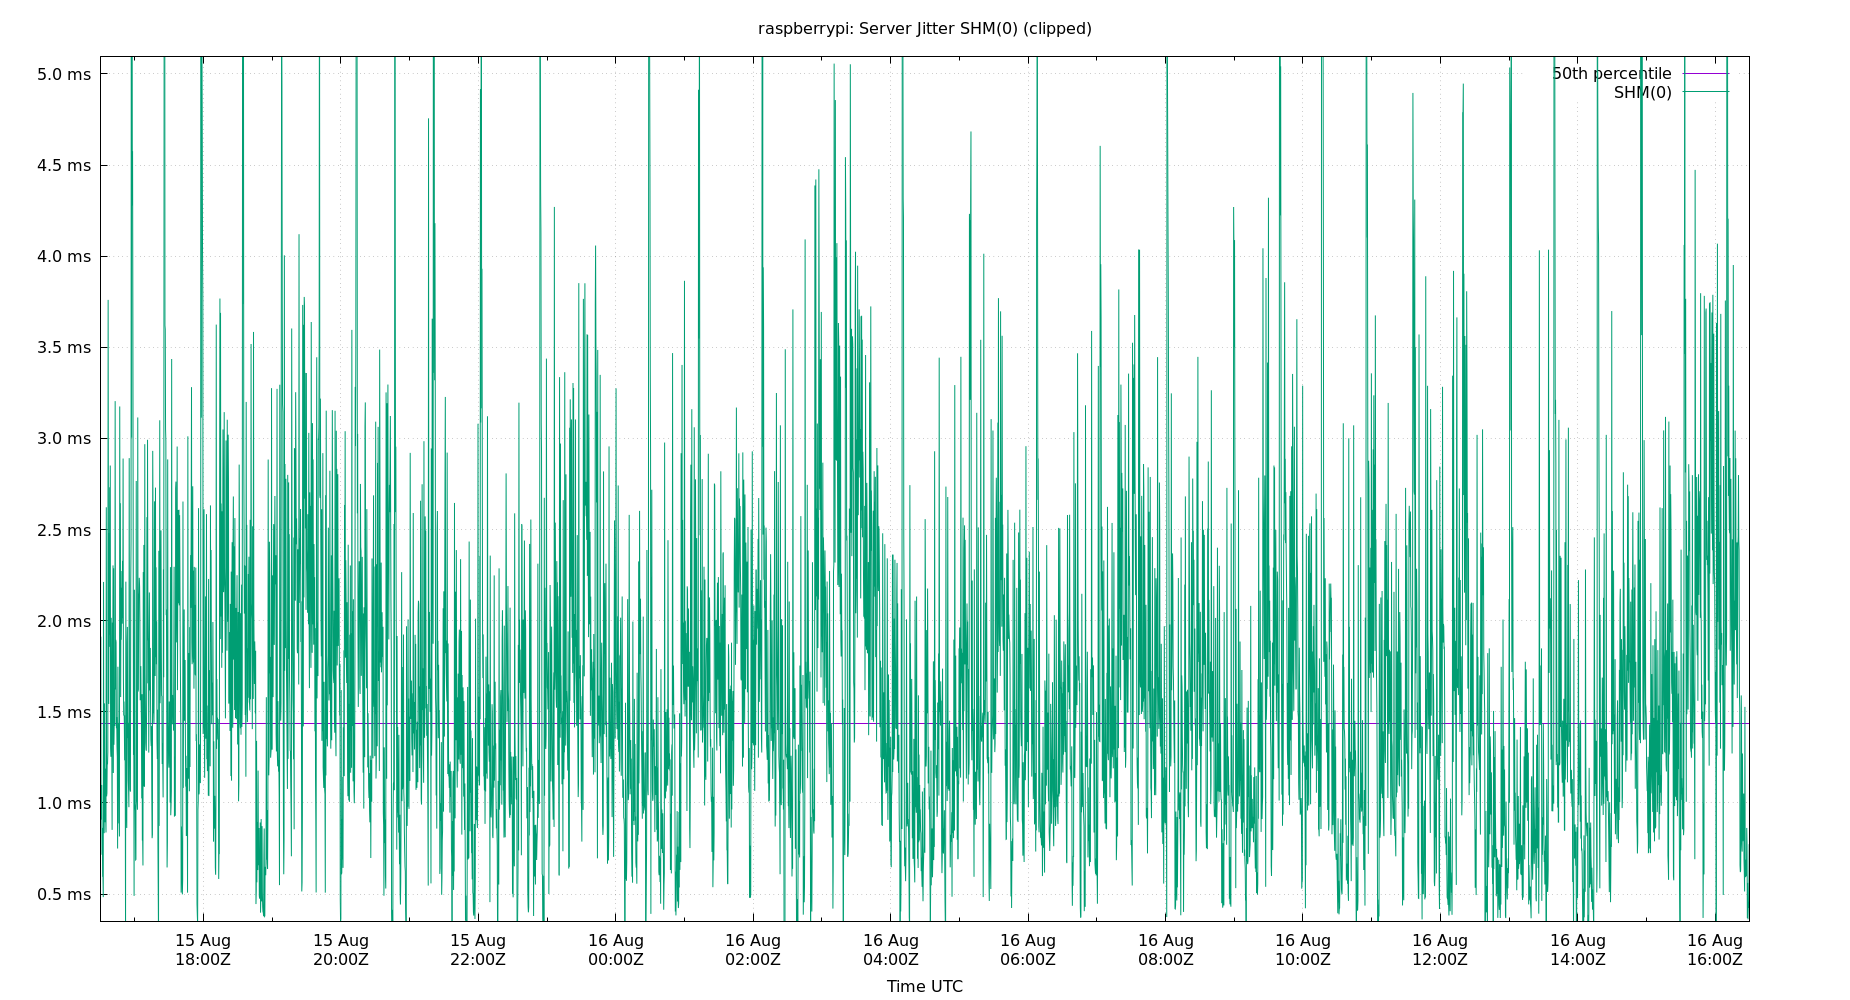 raspberrypi: Server Jitter SHM(0) (clipped)
50th percentile
SHM(0)
5.0 ms
4.5 ms
4.0 ms
3.5 ms
3.0 ms
2.5 ms
2.0 ms
1.5 ms
1.0 ms
0.5 ms
15 Aug 15 Aug 15 Aug 16 Aug 16 Aug 16 Aug 16 Aug 16 Aug 16 Aug 16 Aug 16 Aug 16 Aug
18:00Z 20:00Z 22:00Z 00:00Z 02:00Z 04:00Z 06:00Z 08:00Z 10:00Z 12:00Z 14:00Z 16:00Z
Time UTC